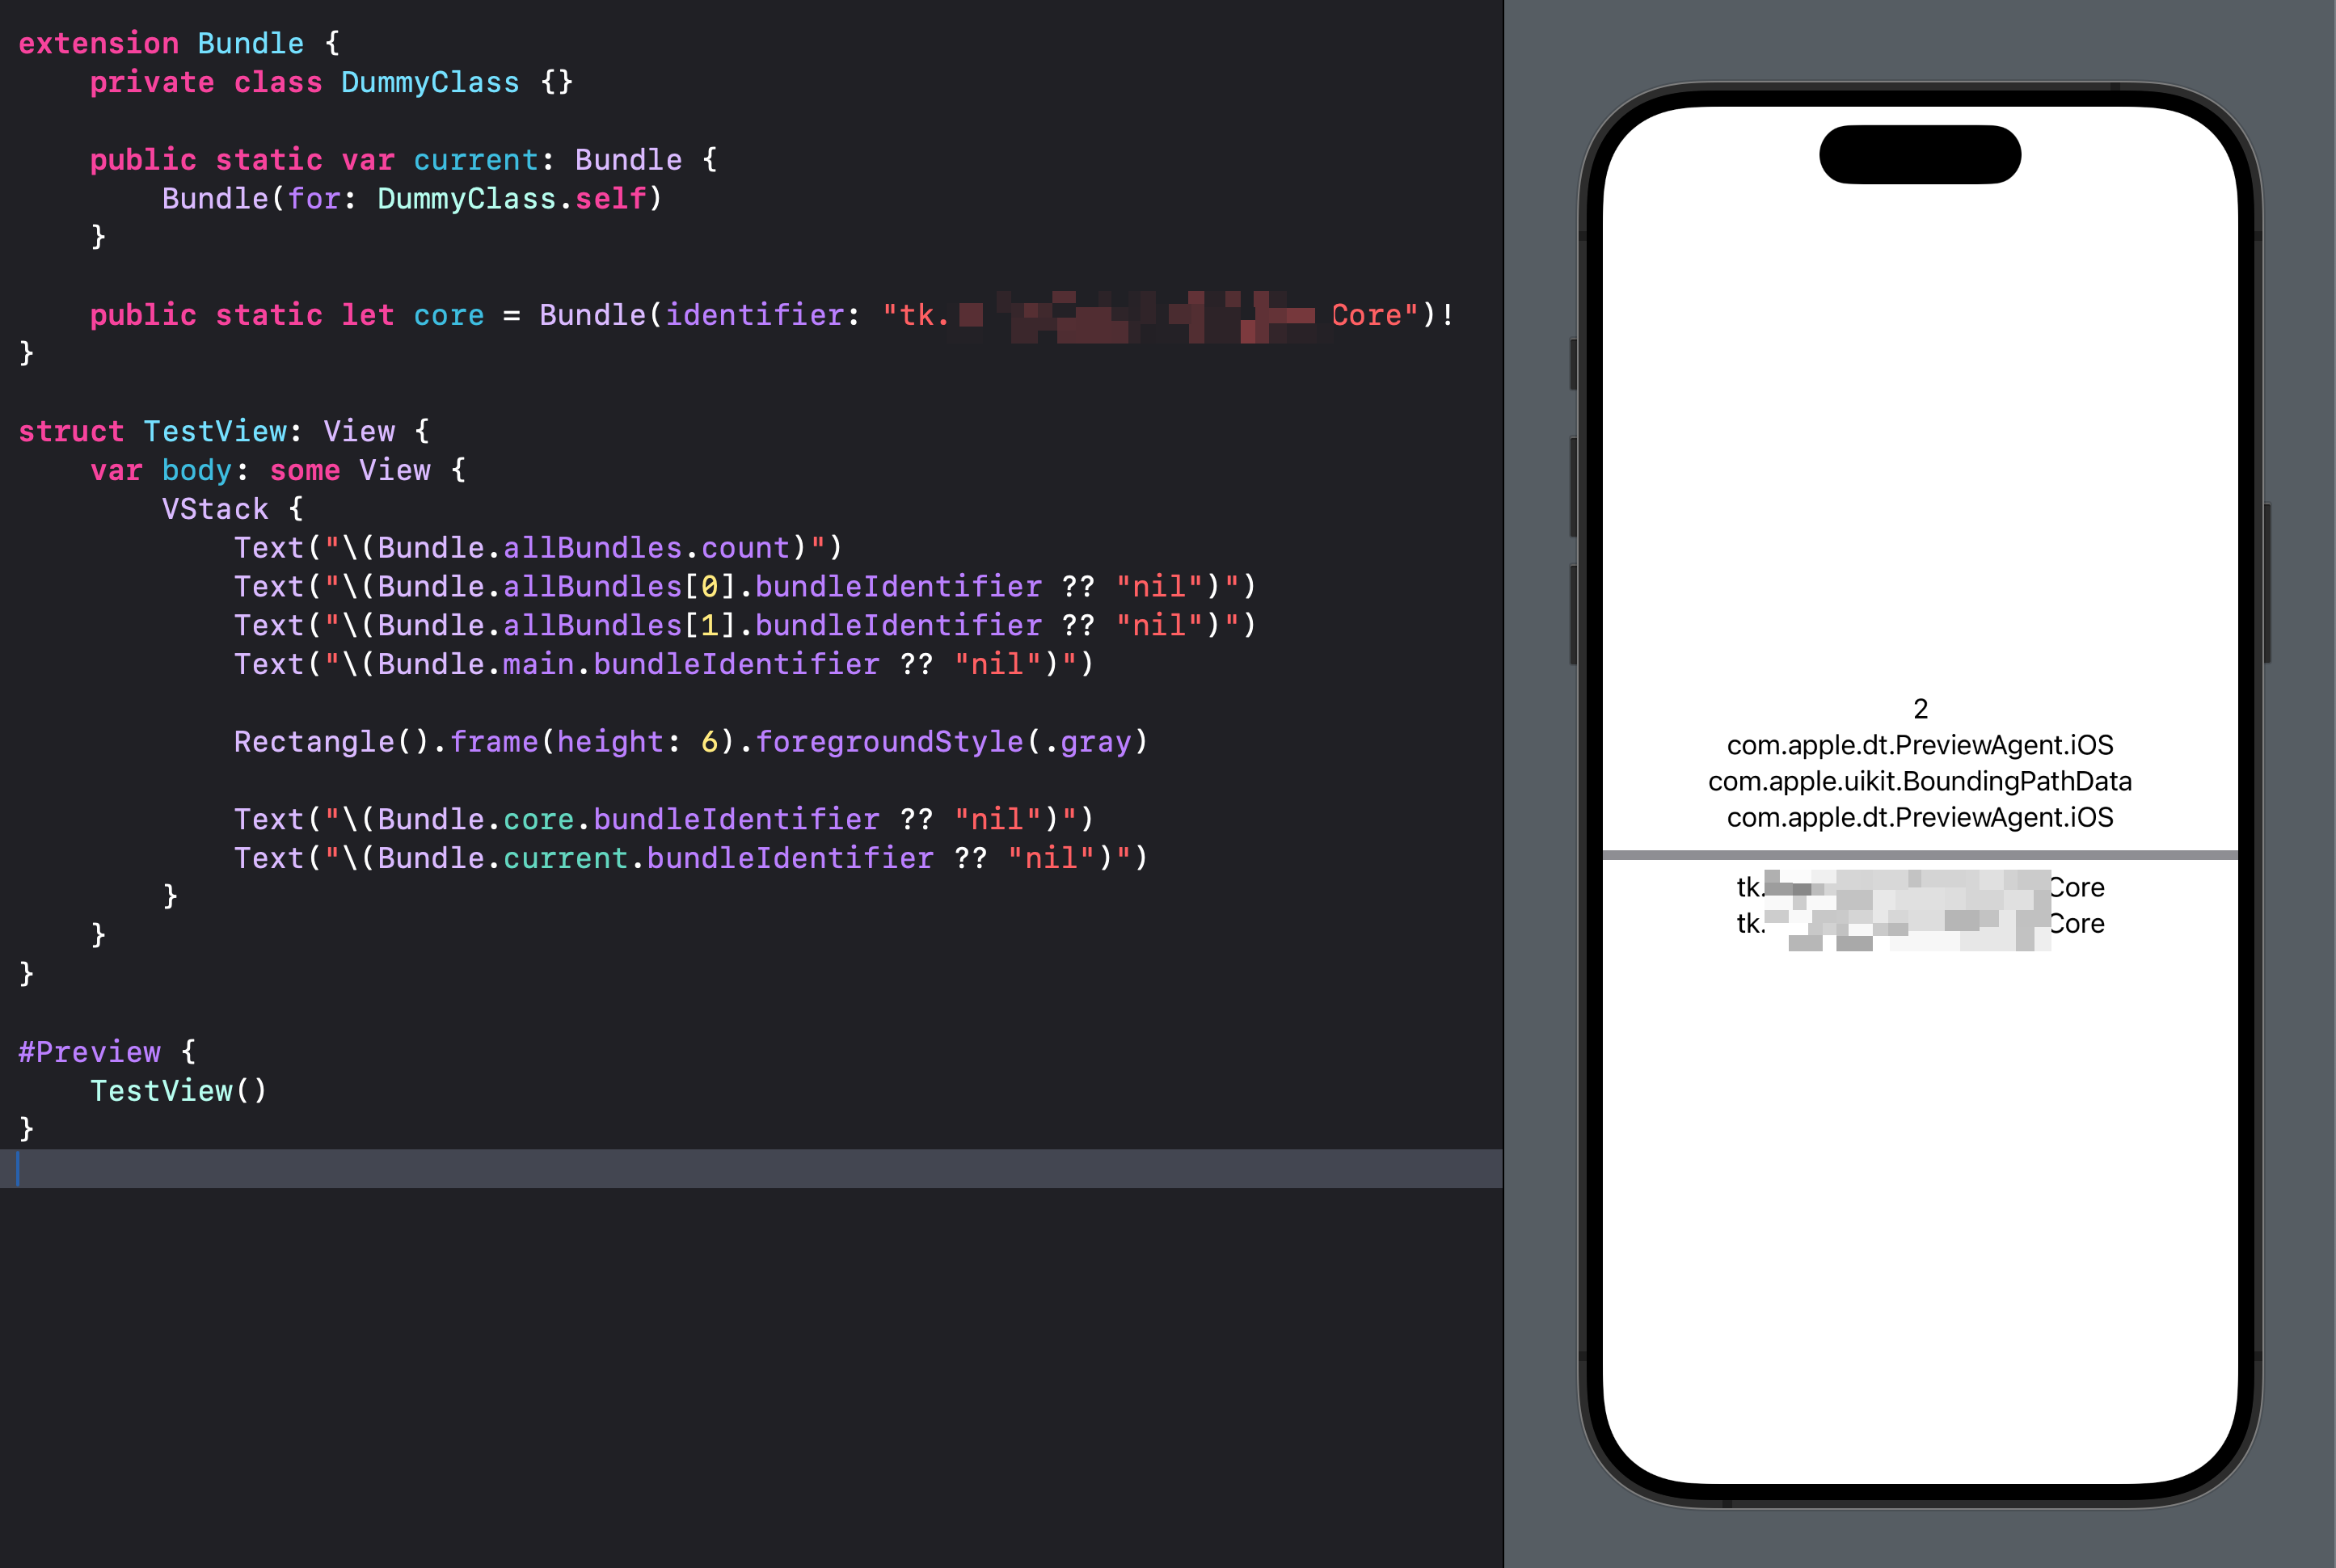 extension Bundle {
    private class DummyClass {}

    public static var current: Bundle {
        Bundle(for: DummyClass.self)
    }

    public static let core = Bundle(identifier: "tk. Core")!
}

struct TestView: View {
    var body: some View {
        VStack {
            Text("\(Bundle.allBundles.count)")
            Text("\(Bundle.allBundles[0].bundleIdentifier ?? "nil")")
            Text("\(Bundle.allBundles[1].bundleIdentifier ?? "nil")")
            Text("\(Bundle.main.bundleIdentifier ?? "nil")")

            Rectangle().frame(height: 6).foregroundStyle(.gray)

            Text("\(Bundle.core.bundleIdentifier ?? "nil")")
            Text("\(Bundle.current.bundleIdentifier ?? "nil")")
        }
    }
}

#Preview {
    TestView()
}
2
com.apple.dt.PreviewAgent.iOS
com.apple.uikit.BoundingPathData
com.apple.dt.PreviewAgent.iOS
tk. Core
tk. Core